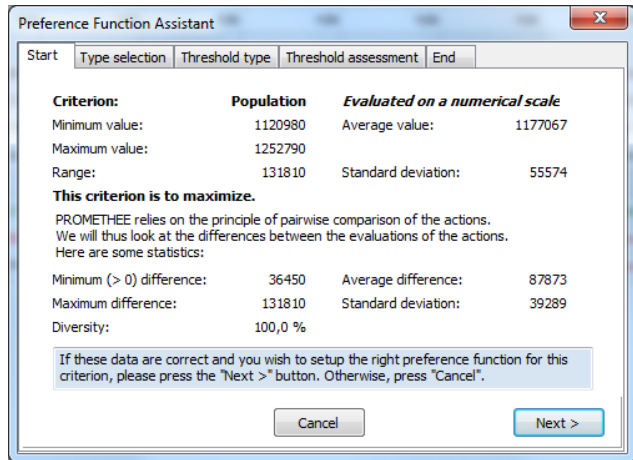 Preference Function Assistant
Start Type selection Threshold type Threshold assessment End
Criterion: Population Evaluated on a numerical scale
Minimum value: 1120980 Average value: 1177067
Maximum value: 1252790
Range: 131810 Standard deviation: 55574
This criterion is to maximize.
PROMETHEE relies on the principle of pairwise comparison of the actions.
We will thus look at the differences between the evaluations of the actions.
Here are some statistics:
Minimum (> 0) difference: 36450 Average difference: 87873
Maximum difference: 131810 Standard deviation: 39289
Diversity: 100,0 %
If these data are correct and you wish to setup the right preference function for this
criterion, please press the "Next >" button. Otherwise, press "Cancel".
Cancel Next >